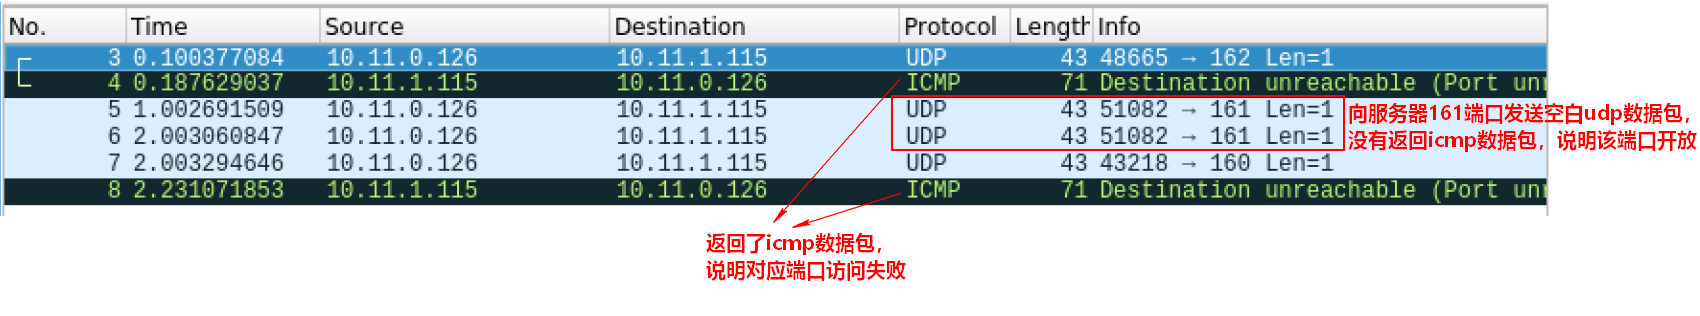 No. Time Source Destination Protocol Length Info
3 0.100377084 10.11.0.126 10.11.1.115 UDP 43 48665 → 162 Len=1
4 0.187629037 10.11.1.115 10.11.0.126 ICMP 71 Destination unreachable (Port un
5 1.002691509 10.11.0.126 10.11.1.115 UDP 43 51082 → 161 Len=1
6 2.003060847 10.11.0.126 10.11.1.115 UDP 43 51082 → 161 Len=1
7 2.003294646 10.11.0.126 10.11.1.115 UDP 43 43218 → 160 Len=1
8 2.231071853 10.11.1.115 10.11.0.126 ICMP 71 Destination unreachable (Port un
向服务器161端口发送空白udp数据包，
没有返回icmp数据包，说明该端口开放
返回了icmp数据包，
说明对应端口访问失败